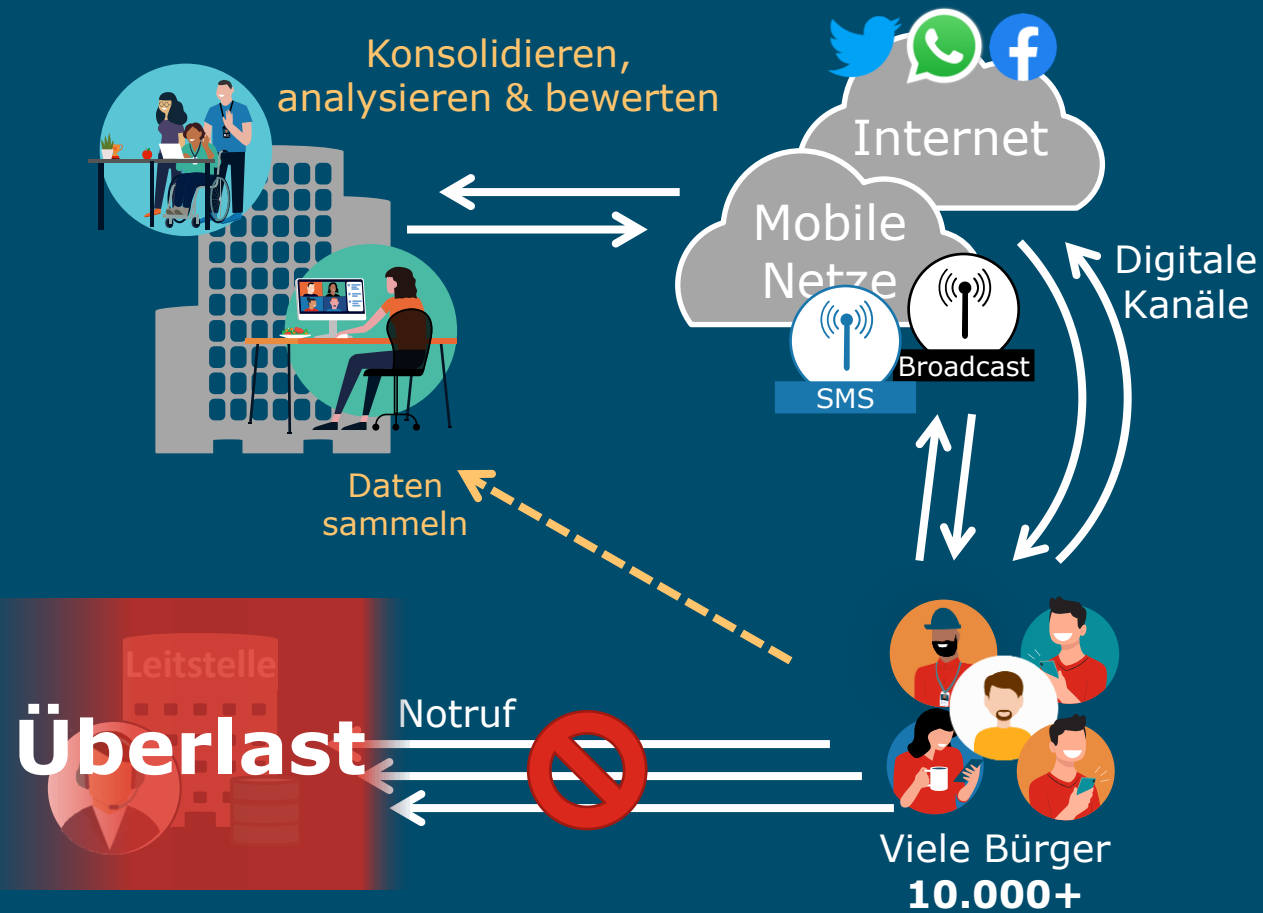 Konsolidieren,
analysieren & bewerten
Internet
Mobile
Netze
Digitale
Kanäle
Broadcast
SMS
Daten
sammeln
Leitstelle
Überlast
Notruf
Viele Bürger
10.000+